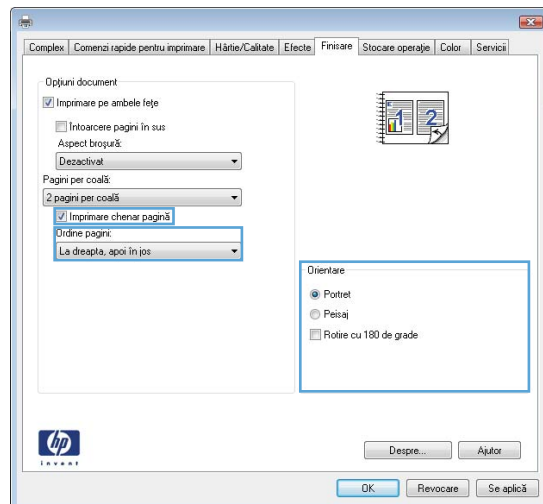 Complex Comenzi rapide pentru imprimare Hârtie/Calitate Efecte Finisare Stocare operaţie Color Servicii
Opţiuni document
Imprimare pe ambele feţe
Întoarcere pagini în sus
Aspect broşură:
Dezactivat
Pagini per coală:
2 pagini per coală
Imprimare chenar pagină
Ordine pagini:
La dreapta, apoi în jos
1 2
Orientare
Portret
Peisaj
Rotire cu 180 de grade
hp
invent
Despre... Ajutor
OK Revocare Se aplică